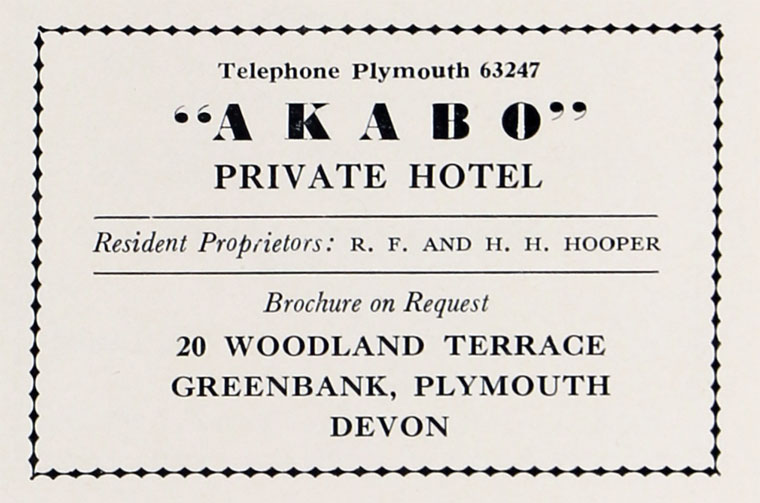 Telephone Plymouth 63247
“AKABO”
PRIVATE HOTEL
Resident Proprietors: R. F. AND H. H. HOOPER
Brochure on Request
20 WOODLAND TERRACE
GREENBANK, PLYMOUTH
DEVON